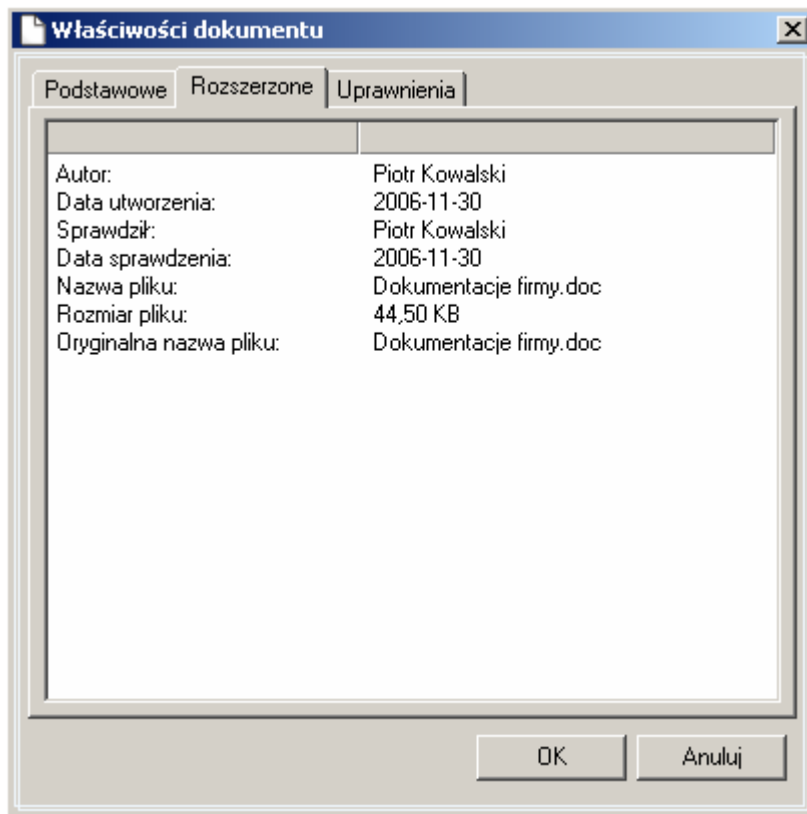 Właściwości dokumentu
Podstawowe Rozszerzone Uprawnienia
Autor: Piotr Kowalski
Data utworzenia: 2006-11-30
Sprawdził: Piotr Kowalski
Data sprawdzenia: 2006-11-30
Nazwa pliku: Dokumentacje firmy.doc
Rozmiar pliku: 44,50 KB
Oryginalna nazwa pliku: Dokumentacje firmy.doc
OK Anuluj